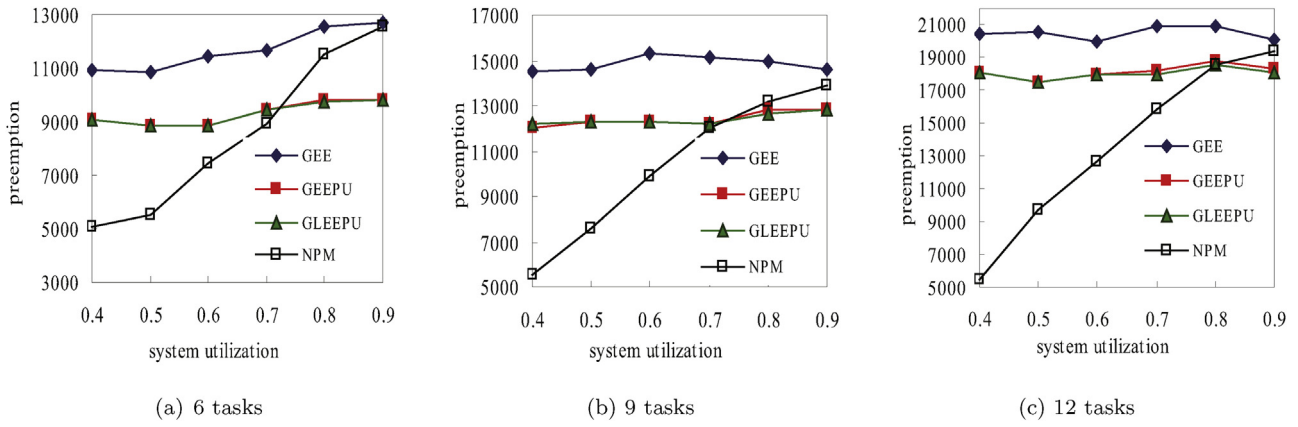 13000
11000
9000
7000
5000
3000
preemption
0.4 0.5 0.6 0.7 0.8 0.9
system utilization
GEE
GEEPU
GLEEPU
NPM
(a) 6 tasks
17000
15000
13000
11000
9000
7000
5000
preemption
0.4 0.5 0.6 0.7 0.8 0.9
system utilization
GEE
GEEPU
GLEEPU
NPM
(b) 9 tasks
21000
19000
17000
15000
13000
11000
9000
7000
5000
preemption
0.4 0.5 0.6 0.7 0.8 0.9
system utilization
GEE
GEEPU
GLEEPU
NPM
(c) 12 tasks